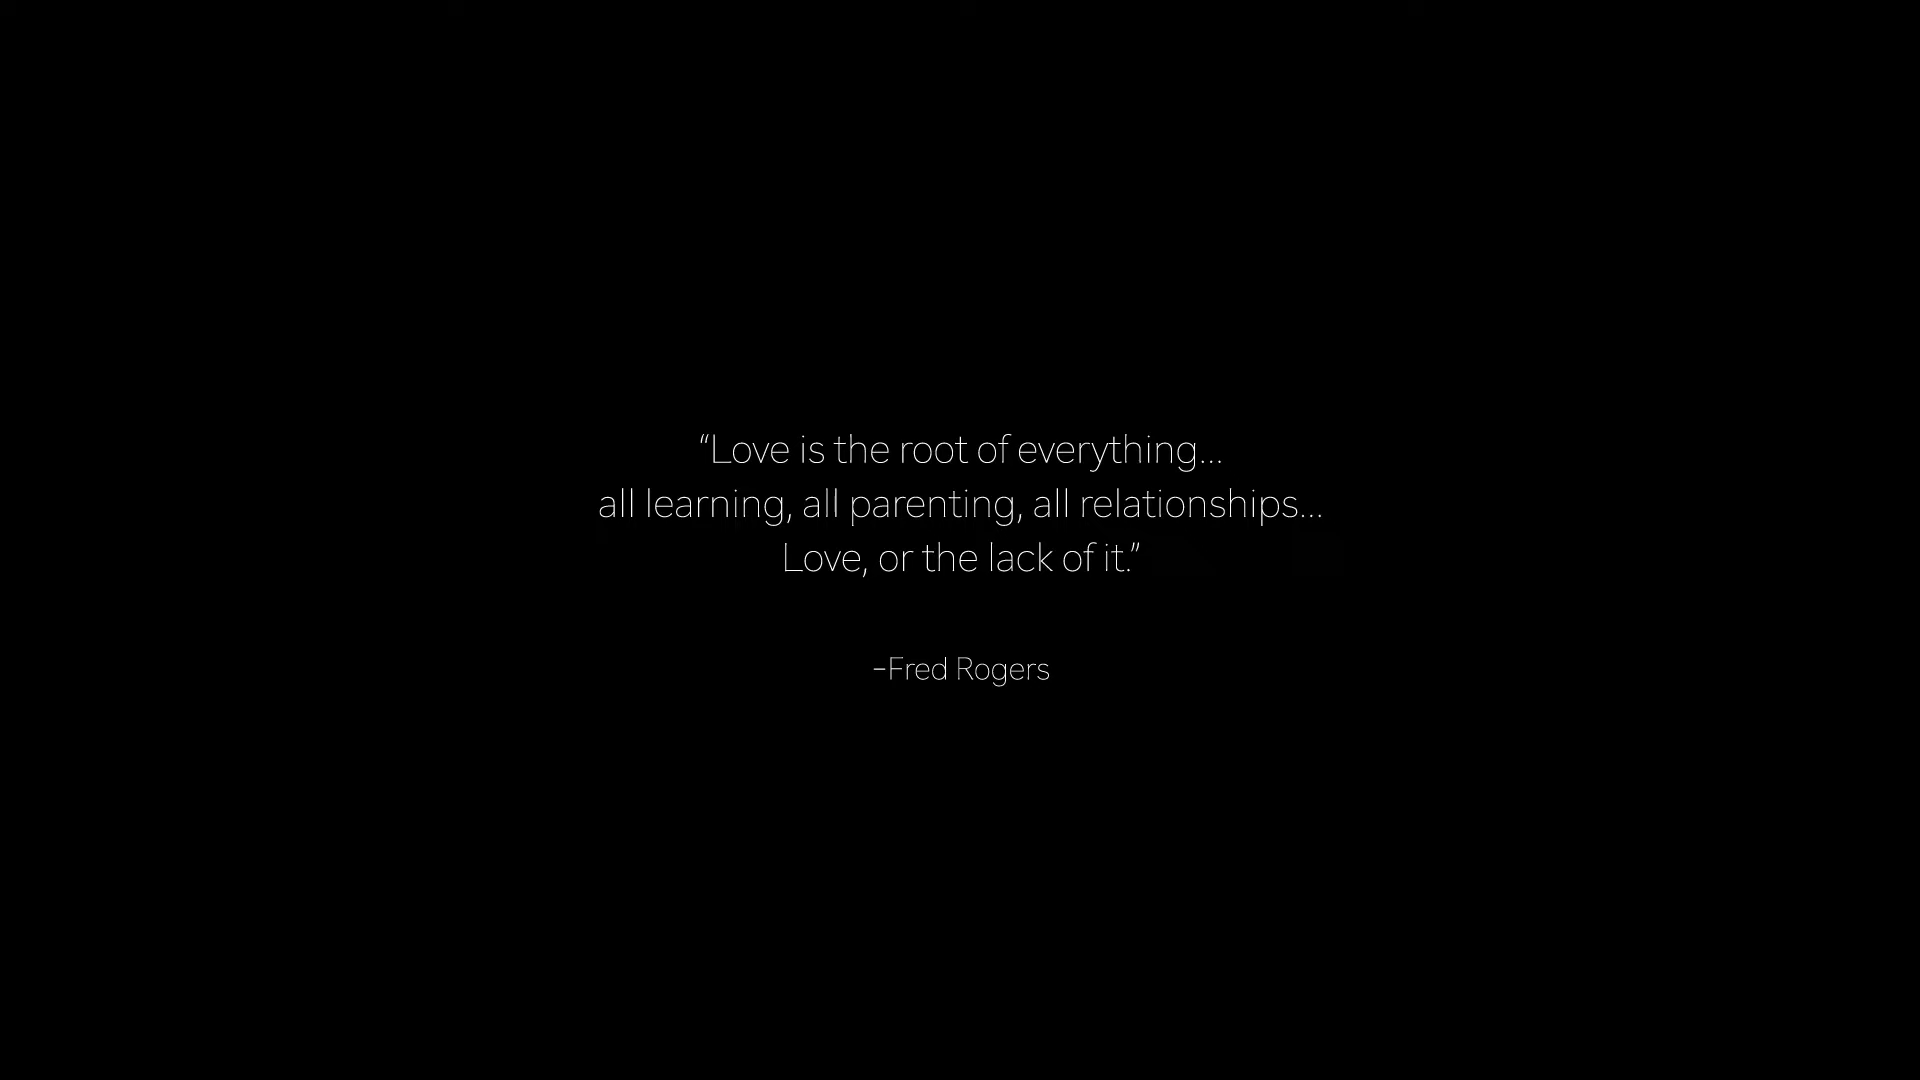 “Love is the root of everything...
all learning, all parenting, all relationships...
Love, or the lack of it.”
–Fred Rogers